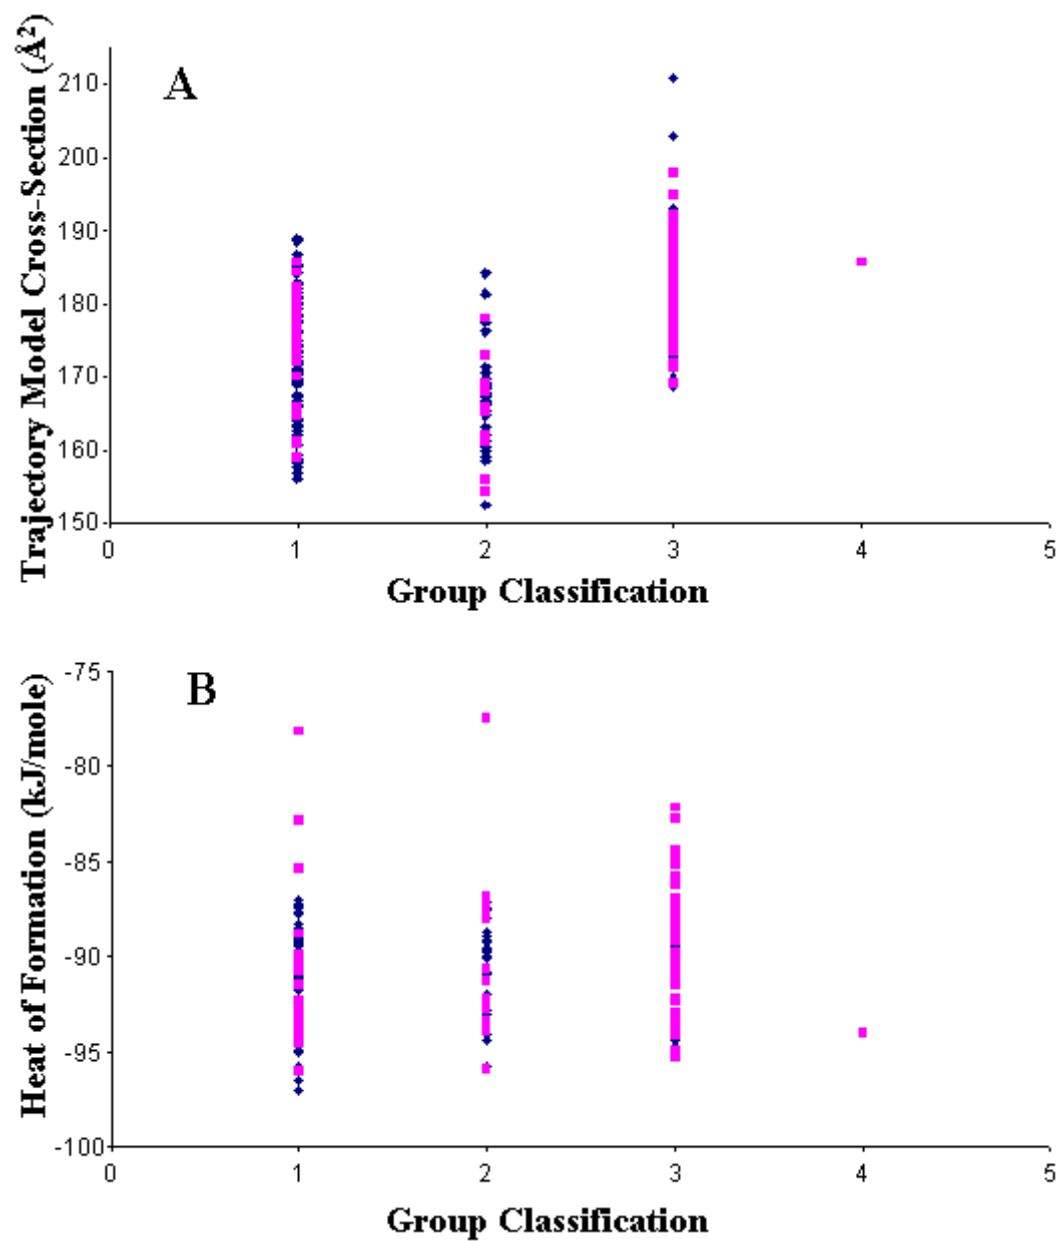 Trajectory Model Cross-Section (Å²)
A
210
200
190
180
170
160
150
0 1 2 3 4 5
Group Classification
Heat of Formation (kJ/mole)
B
-75
-80
-85
-90
-95
-100
0 1 2 3 4 5
Group Classification